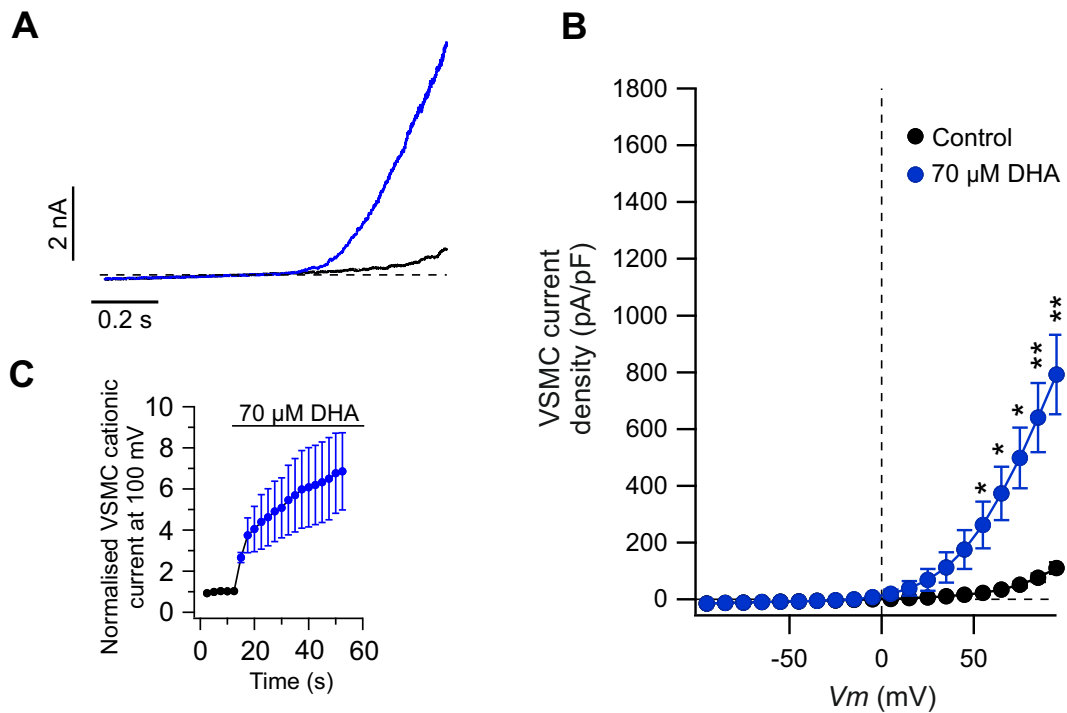 A
2 nA
0.2 s
B
VSMC current
density (pA/pF)
1800
1600
1400
1200
1000
800
600
400
200
0
Control
70 µM DHA
*
*
*
**
**
-50
0
50
Vm (mV)
C
Normalised VSMC cationic
current at 100 mV
10
8
6
4
2
0
70 µM DHA
0
20
40
60
Time (s)